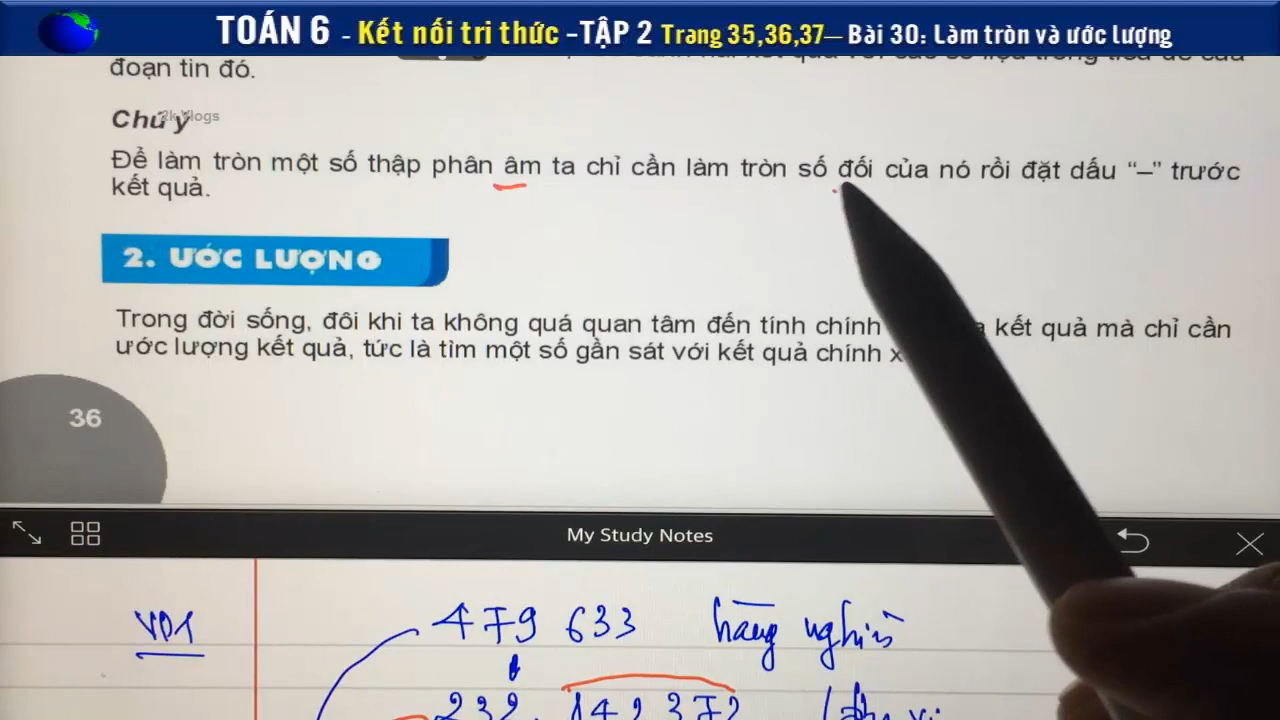 TOÁN 6 - Kết nối tri thức –TẬP 2 Trang 35,36,37– Bài 30: Làm tròn và ước lượng
đoạn tin đó.
Chú ý
2k Vlogs
Để làm tròn một số thập phân âm ta chỉ cần làm tròn số đối của nó rồi đặt dấu “–” trước
kết quả.
2. ƯỚC LƯỢNG
Trong đời sống, đôi khi ta không quá quan tâm đến tính chính kết quả mà chỉ cần
ước lượng kết quả, tức là tìm một số gần sát với kết quả chính x
36
My Study Notes
VD1 479 633 hàng nghìn
232, 142372